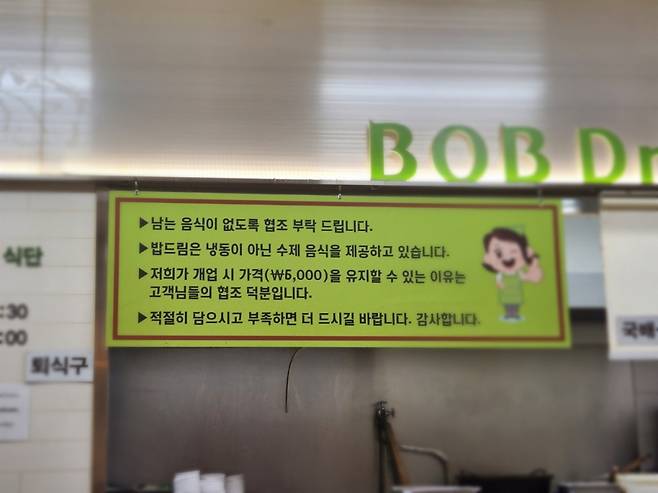 BOB Dr
▶남는 음식이 없도록 협조 부탁 드립니다.
▶밥드림은 냉동이 아닌 수제 음식을 제공하고 있습니다.
▶저희가 개업 시 가격(₩5,000)을 유지할 수 있는 이유는
고객님들의 협조 덕분입니다.
▶적절히 담으시고 부족하면 더 드시길 바랍니다. 감사합니다.
식단
:30
:00
퇴식구
국배